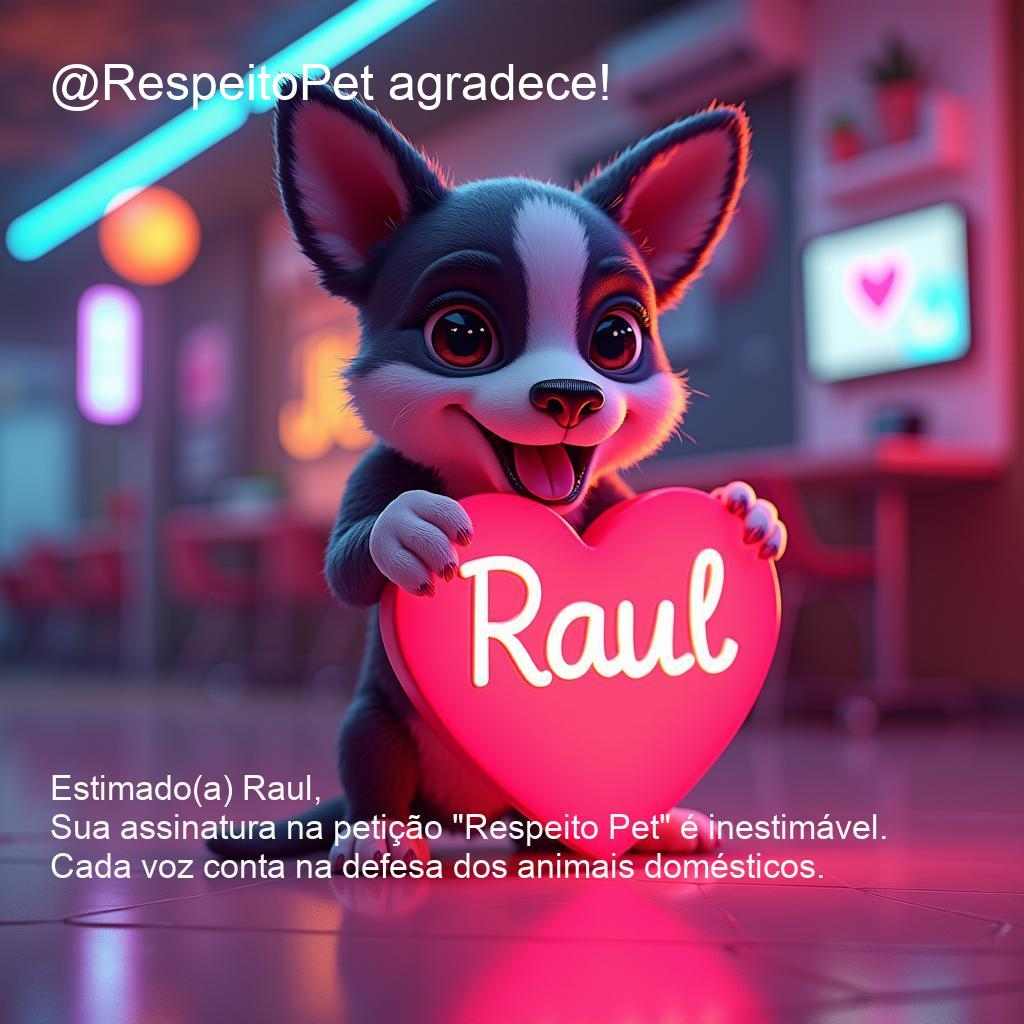 @RespeitoPet agradece!
Raul
Estimado(a) Raul,
Sua assinatura na petição "Respeito Pet" é inestimável.
Cada voz conta na defesa dos animais domésticos.